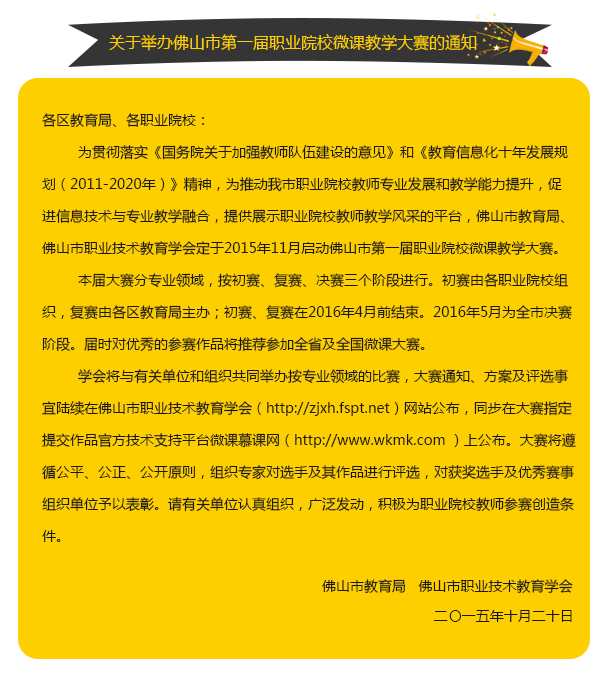 关于举办佛山市第一届职业院校微课教学大赛的通知
各区教育局、各职业院校：
为贯彻落实《国务院关于加强教师队伍建设的意见》和《教育信息化十年发展规
划（2011-2020年）》精神，为推动我市职业院校教师专业发展和教学能力提升，促
进信息技术与专业教学融合，提供展示职业院校教师教学风采的平台，佛山市教育局、
佛山市职业技术教育学会定于2015年11月启动佛山市第一届职业院校微课教学大赛。
本届大赛分专业领域，按初赛、复赛、决赛三个阶段进行。初赛由各职业院校组
织，复赛由各区教育局主办；初赛、复赛在2016年4月前结束。2016年5月为全市决赛
阶段。届时对优秀的参赛作品将推荐参加全省及全国微课大赛。
学会将与有关单位和组织共同举办按专业领域的比赛，大赛通知、方案及评选事
宜陆续在佛山市职业技术教育学会（http://zjxh.fspt.net）网站公布，同步在大赛指定
提交作品官方技术支持平台微课慕课网（http://www.wkmk.com ）上公布。大赛将遵
循公平、公正、公开原则，组织专家对选手及其作品进行评选，对获奖选手及优秀赛事
组织单位予以表彰。请有关单位认真组织，广泛发动，积极为职业院校教师参赛创造条
件。
佛山市教育局 佛山市职业技术教育学会
二〇一五年十月二十日